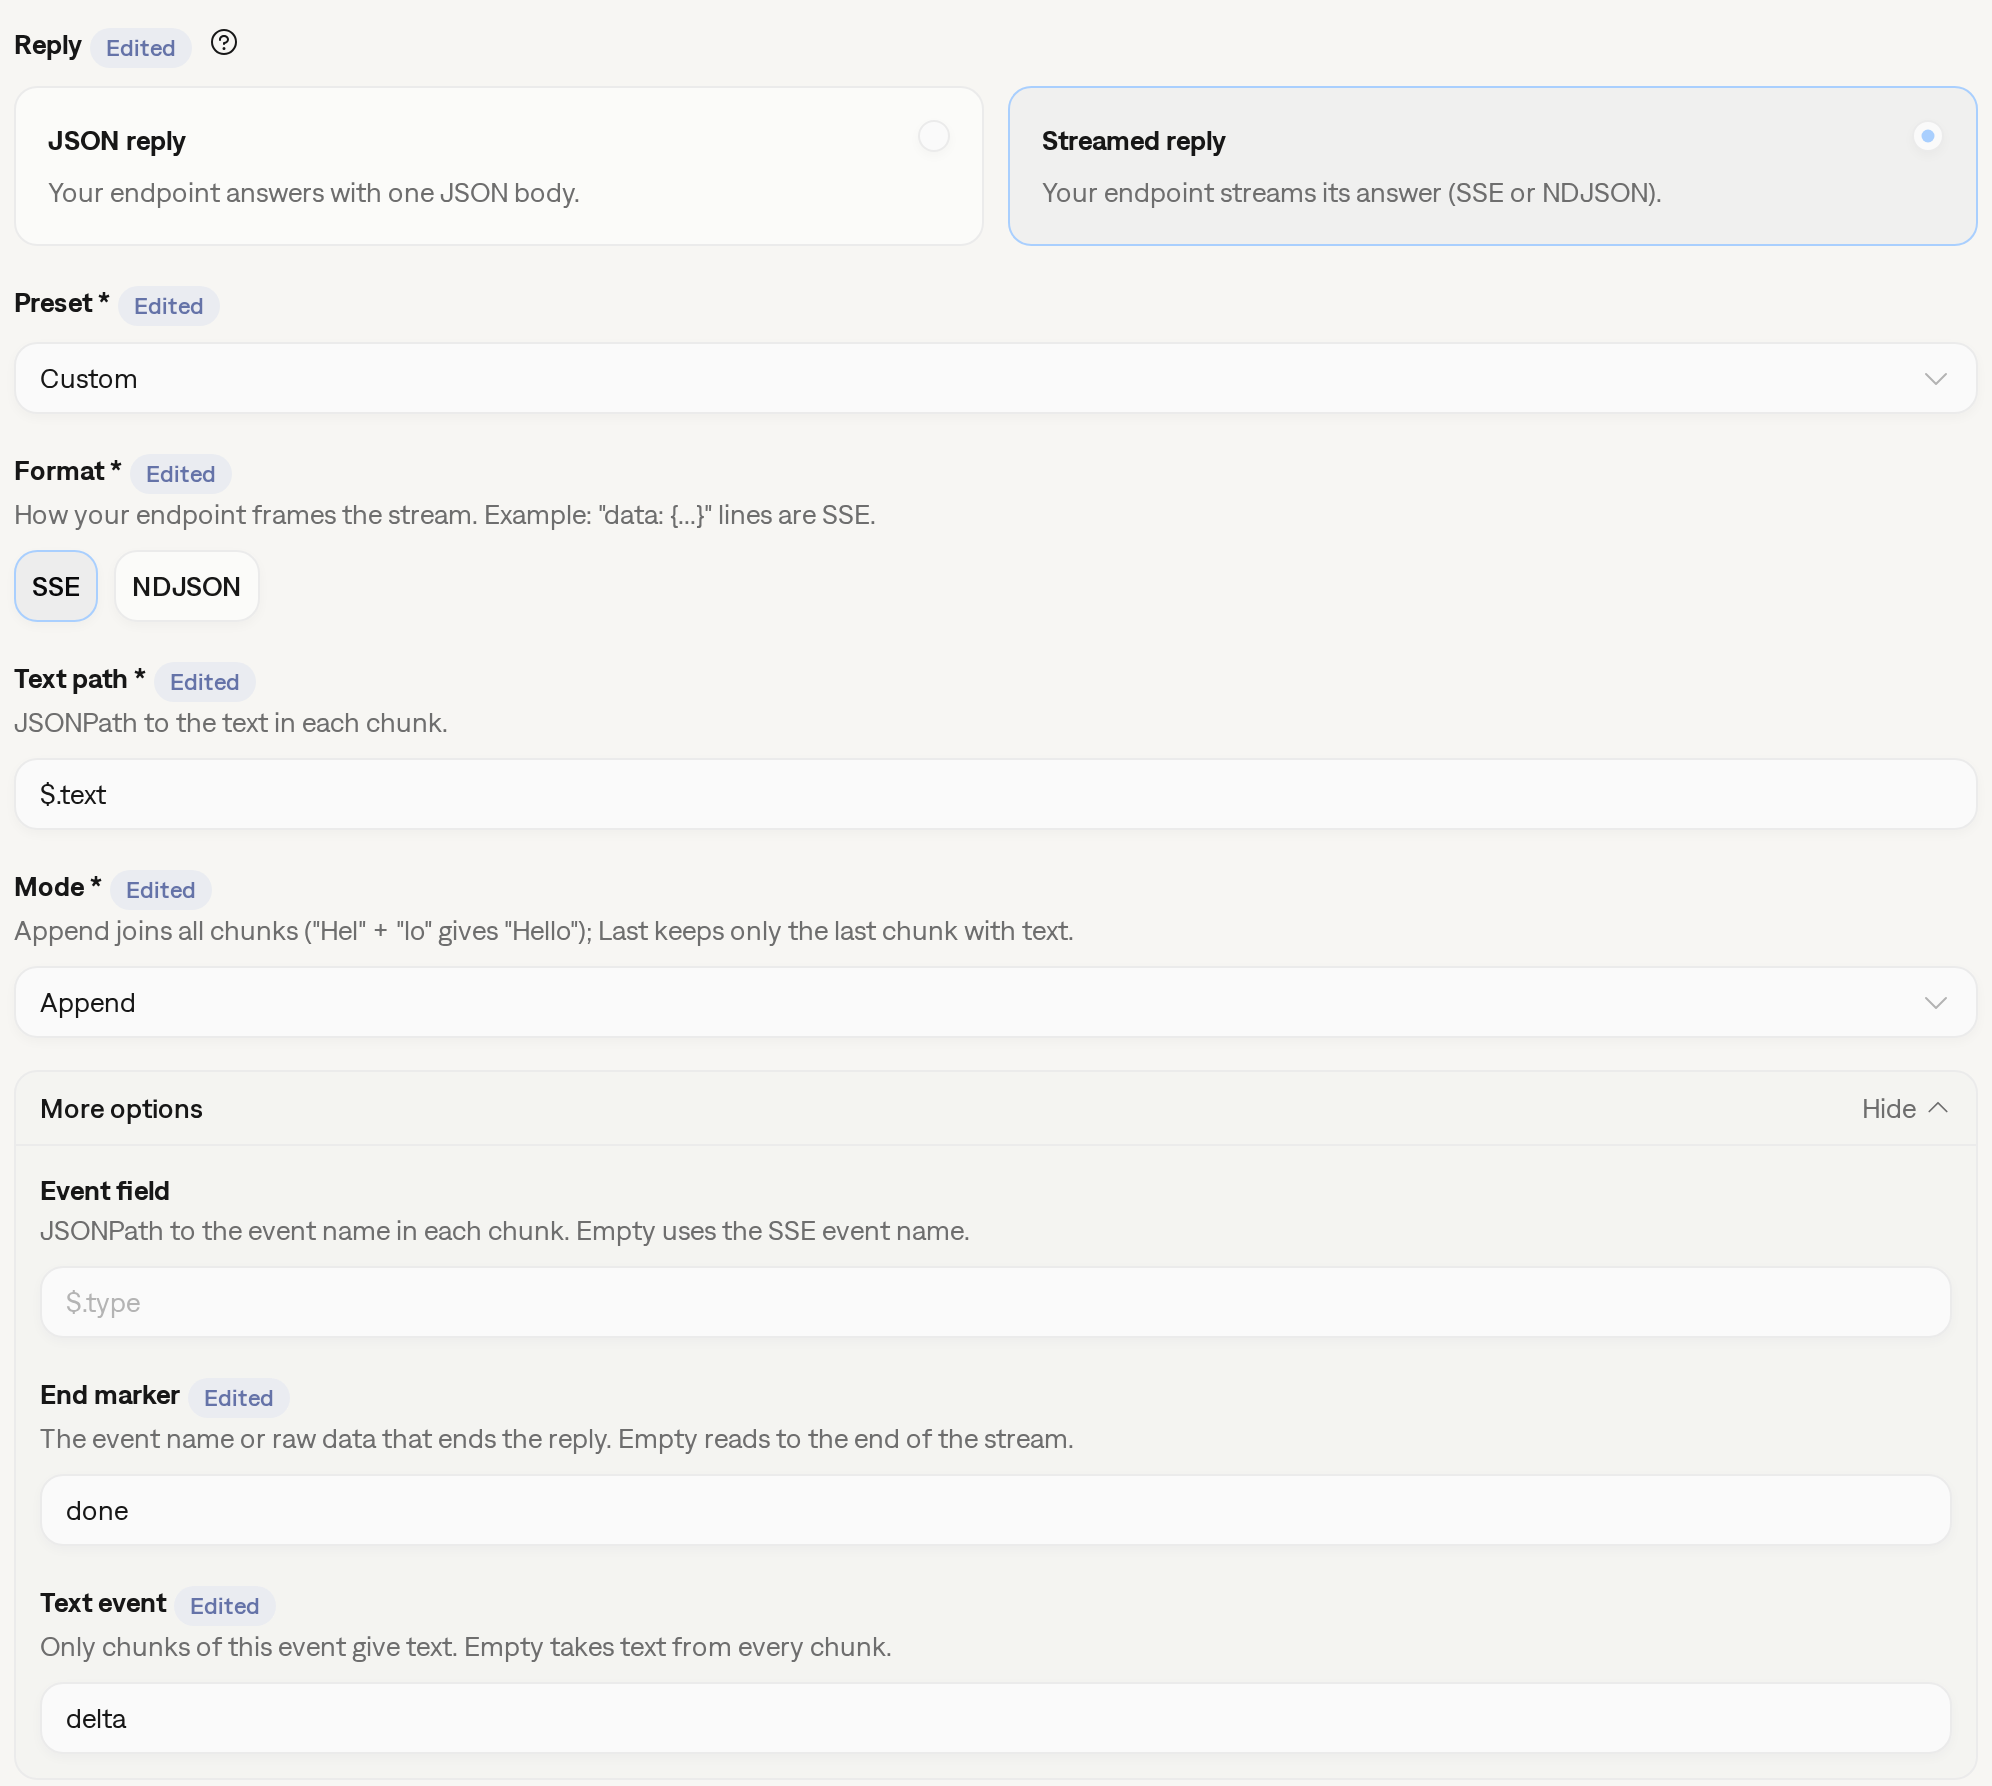 Reply Edited
JSON reply
Your endpoint answers with one JSON body.
Streamed reply
Your endpoint streams its answer (SSE or NDJSON).
Preset * Edited
Custom
Format * Edited
How your endpoint frames the stream. Example: "data: {...}" lines are SSE.
SSE NDJSON
Text path * Edited
JSONPath to the text in each chunk.
$.text
Mode * Edited
Append joins all chunks ("Hel" + "lo" gives "Hello"); Last keeps only the last chunk with text.
Append
More options Hide
Event field
JSONPath to the event name in each chunk. Empty uses the SSE event name.
$.type
End marker Edited
The event name or raw data that ends the reply. Empty reads to the end of the stream.
done
Text event Edited
Only chunks of this event give text. Empty takes text from every chunk.
delta